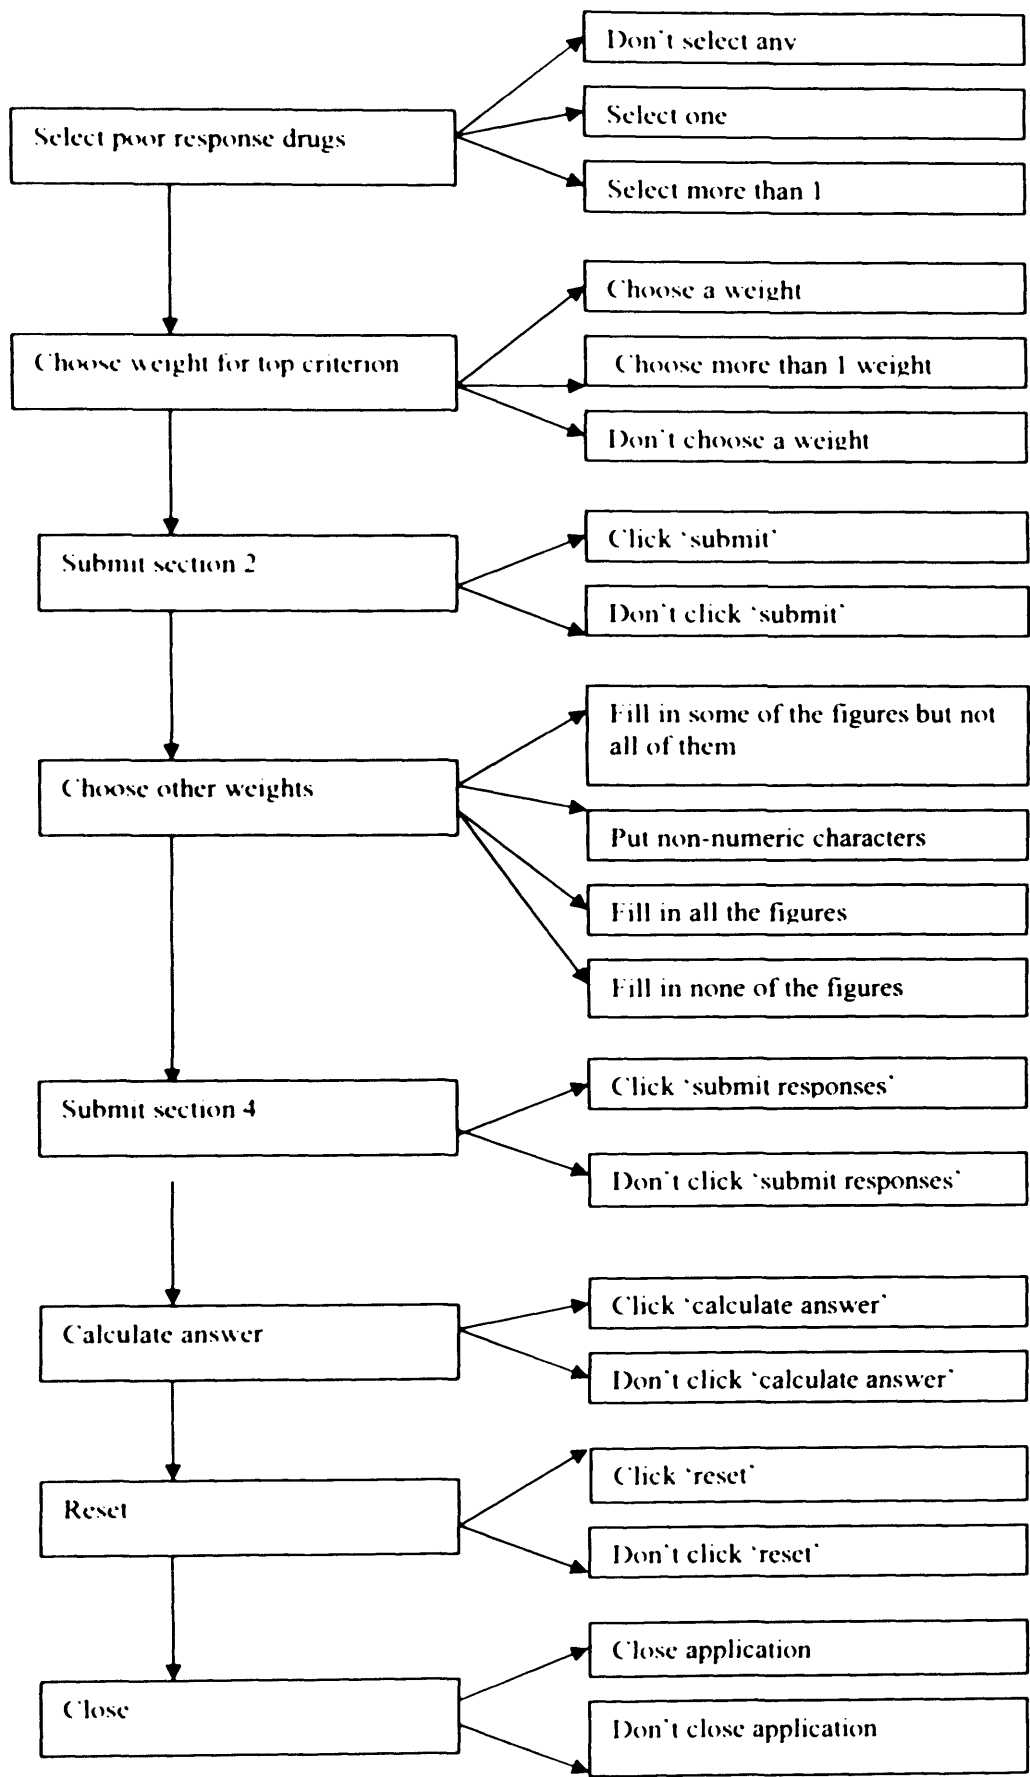 Don't select any
Select poor response drugs
Select one
Select more than 1
Choose a weight
Choose weight for top criterion
Choose more than 1 weight
Don't choose a weight
Submit section 2
Click 'submit'
Don't click 'submit'
Fill in some of the figures but not
all of them
Choose other weights
Put non-numeric characters
Fill in all the figures
Fill in none of the figures
Submit section 4
Click 'submit responses'
Don't click 'submit responses'
Calculate answer
Click 'calculate answer'
Don't click 'calculate answer'
Reset
Click 'reset'
Don't click 'reset'
Close
Close application
Don't close application